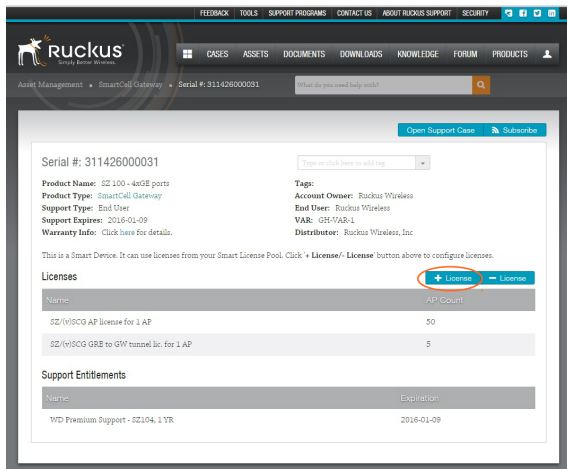 FEEDBACK TOOLS SUPPORT PROGRAMS CONTACT US ABOUT RUCKUS SUPPORT SECURITY
Ruckus
Simply Better Wireless.
CASES ASSETS DOCUMENTS DOWNLOADS KNOWLEDGE FORUM PRODUCTS
Asset Management • SmartCell Gateway • Serial #: 311426000031
What do you need help with?
Open Support Case Subscribe
Serial #: 311426000031
Type or click here to add tag
Product Name: SZ 100 - 4xGE ports
Tags:
Product Type: SmartCell Gateway
Account Owner: Ruckus Wireless
Support Type: End User
End User: Ruckus Wireless
Support Expires: 2016-01-09
VAR: GH-VAR-1
Warranty Info: Click here for details.
Distributor: Ruckus Wireless, Inc
This is a Smart Device. It can use licenses from your Smart License Pool. Click '+ License/- License' button above to configure licenses.
Licenses
+ License - License
Name AP Count
SZ/(v)SCG AP license for 1 AP 50
SZ/(v)SCG GRE to GW tunnel lic. for 1 AP 5
Support Entitlements
Name Expiration
WD Premium Support - SZ104, 1 YR 2016-01-09